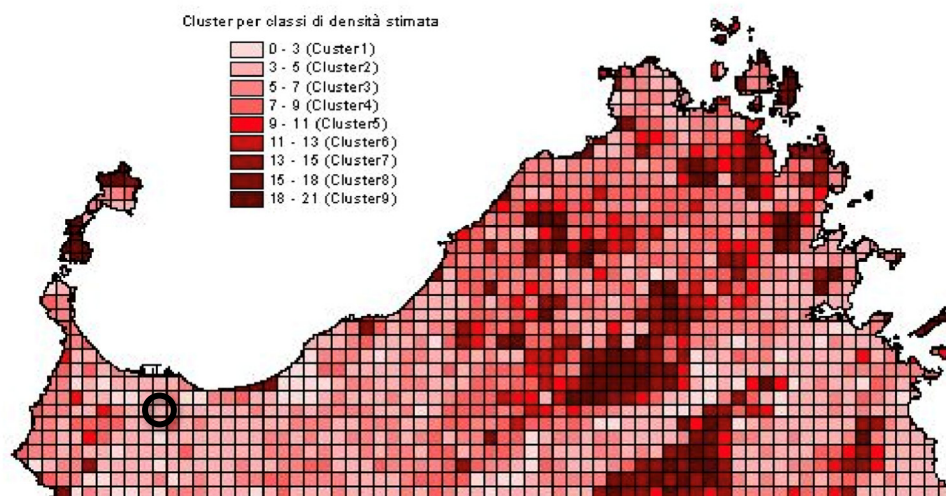 Cluster per classi di densità stimata
0 - 3 (Custer1)
3 - 5 (Cluster2)
5 - 7 (Cluster3)
7 - 9 (Cluster4)
9 - 11 (Cluster5)
11 - 13 (Cluster6)
13 - 15 (Cluster7)
15 - 18 (Cluster8)
18 - 21 (Cluster9)